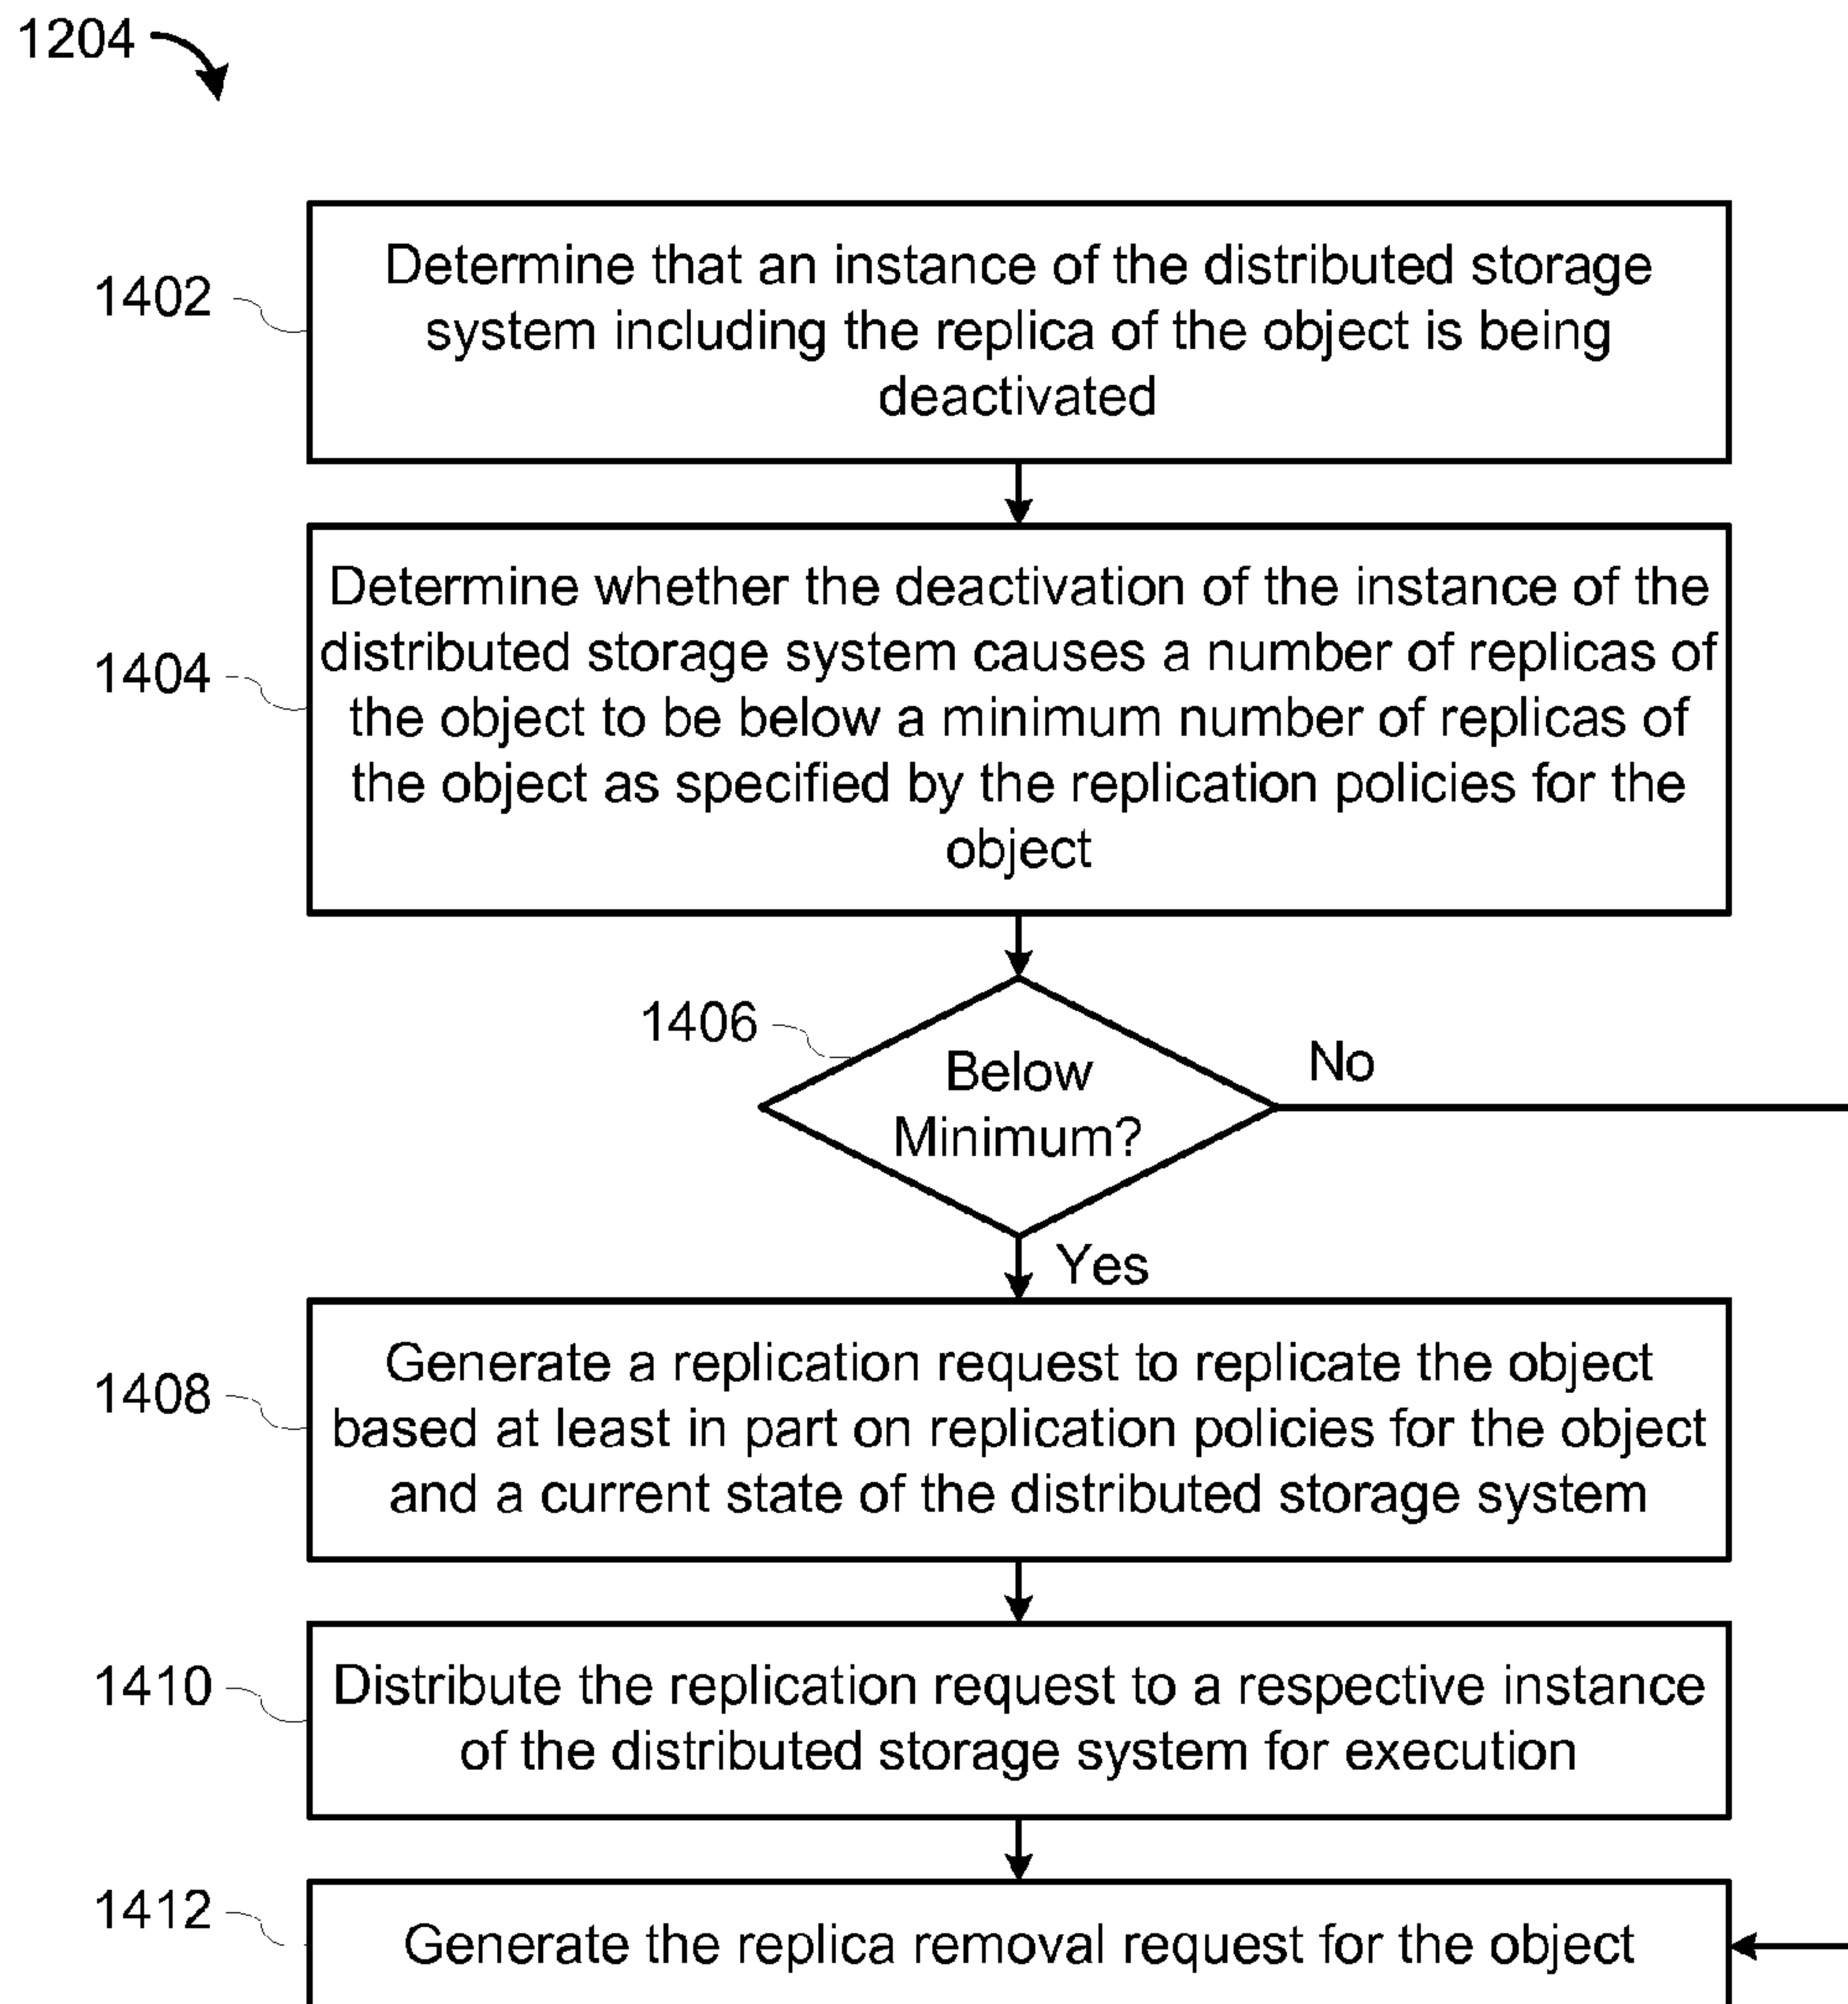 1204
1402
Determine that an instance of the distributed storage
system including the replica of the object is being
deactivated
1404
Determine whether the deactivation of the instance of the
distributed storage system causes a number of replicas of
the object to be below a minimum number of replicas of
the object as specified by the replication policies for the
object
1406
Below
Minimum?
No
Yes
1408
Generate a replication request to replicate the object
based at least in part on replication policies for the object
and a current state of the distributed storage system
1410
Distribute the replication request to a respective instance
of the distributed storage system for execution
1412
Generate the replica removal request for the object